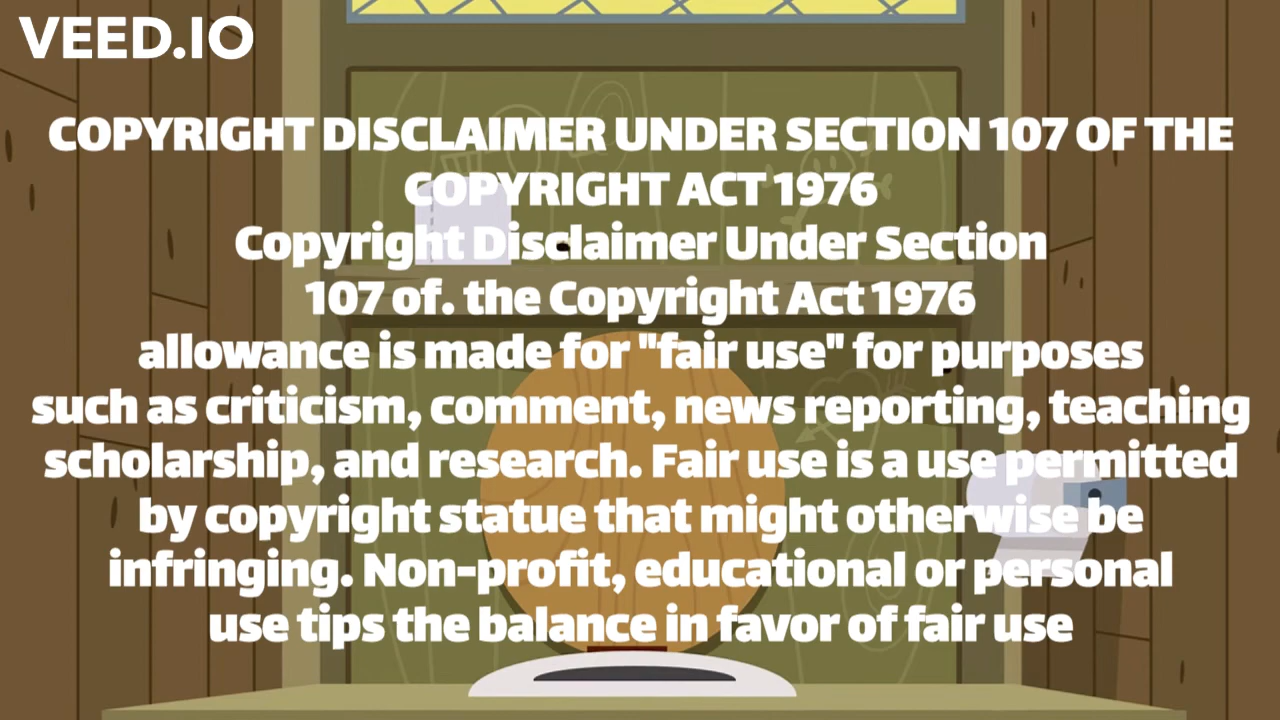 VEED.IO
COPYRIGHT DISCLAIMER UNDER SECTION 107 OF THE
COPYRIGHT ACT 1976
Copyright Disclaimer Under Section
107 of. the Copyright Act 1976
allowance is made for "fair use" for purposes
such as criticism, comment, news reporting, teaching
scholarship, and research. Fair use is a use permitted
by copyright statue that might otherwise be
infringing. Non-profit, educational or personal
use tips the balance in favor of fair use